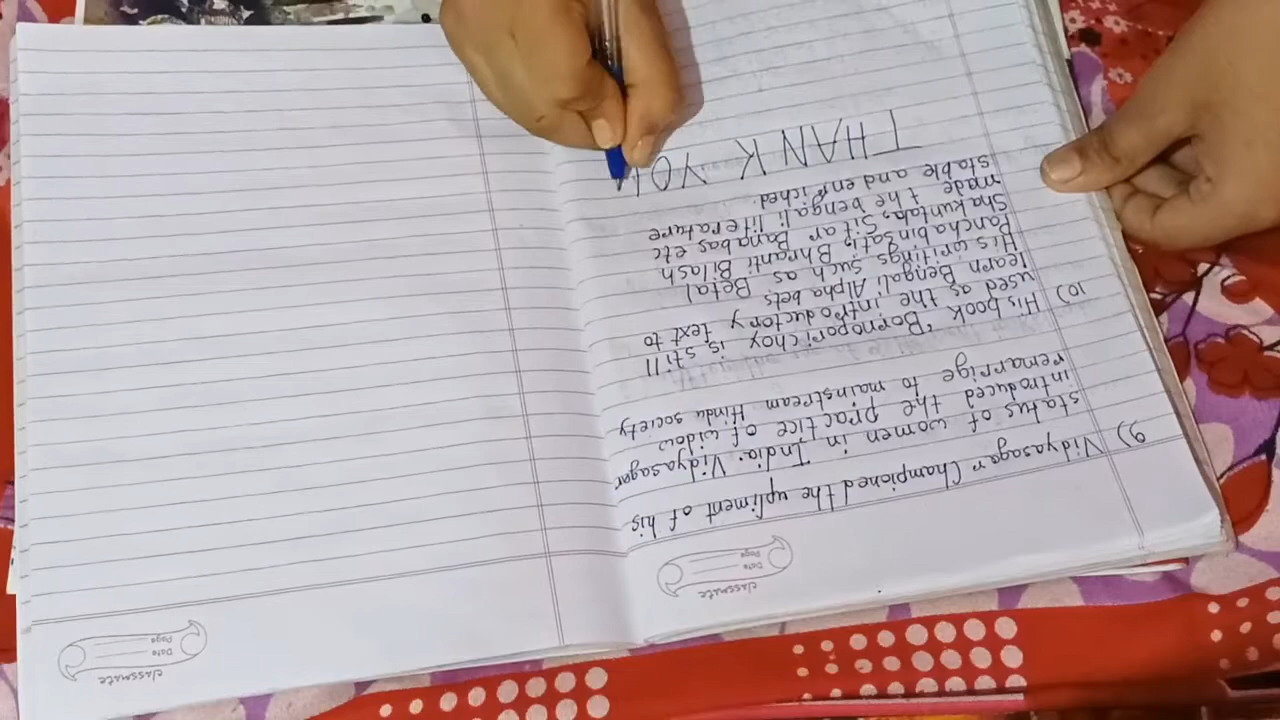 classmate
Date
Page
9) Vidyasagar Championed the upliment of his
status of women in India. Vidyasagar
introduced the practice of widow
remarrige to mainstream Hindu society
10) His book "Bornoporichoy is still
used as the introductory text to
learn Bengali Alphabets
His writings such as Betal
Panchabinsati, Bhranti Bilash
Shakuntala, Sitar Banabas etc
made the bengali literature
stable and enriched.
THANK YOU
classmate
Date
Page